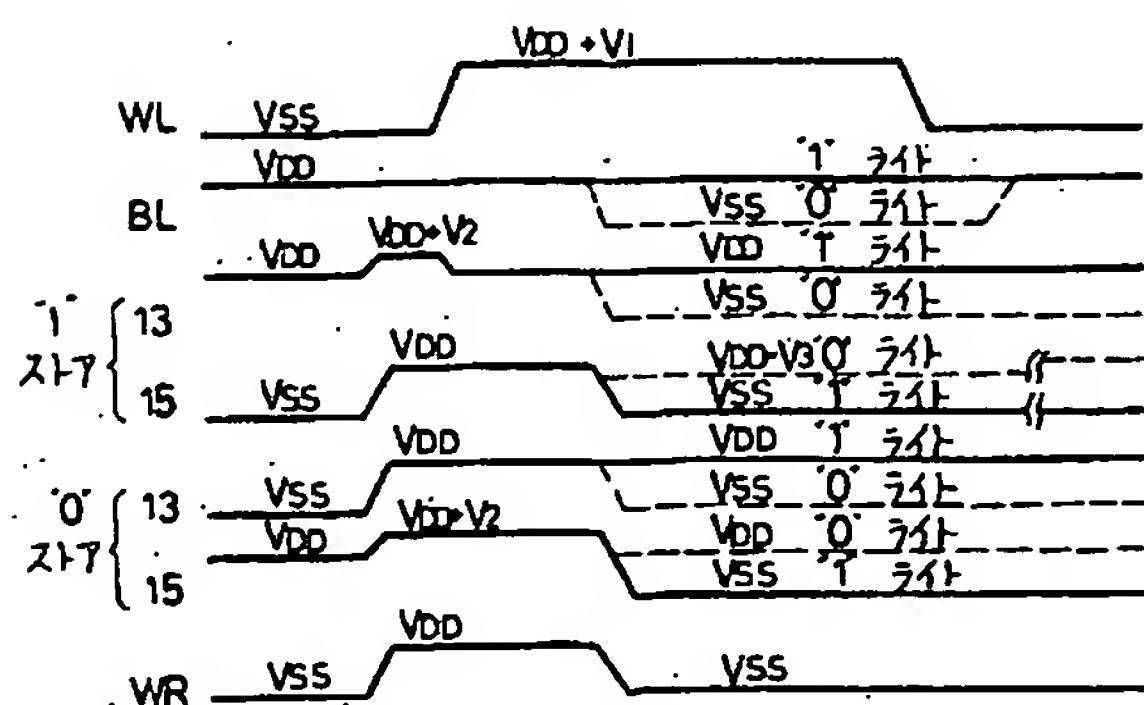 VDD+V1
WL VSS
VDD "1" ライト
BL VSS "0" ライト
VDD VDD+V2 VDD "1" ライト
VSS "0" ライト
"1" ストア { 13
VDD VDD-V3 "0" ライト
15 VSS VSS "1" ライト
VDD VDD "1" ライト
"0" ストア { 13 VSS VSS "0" ライト
VDD VDD+V2 VDD "0" ライト
15 VSS "1" ライト
VDD
WR VSS VSS